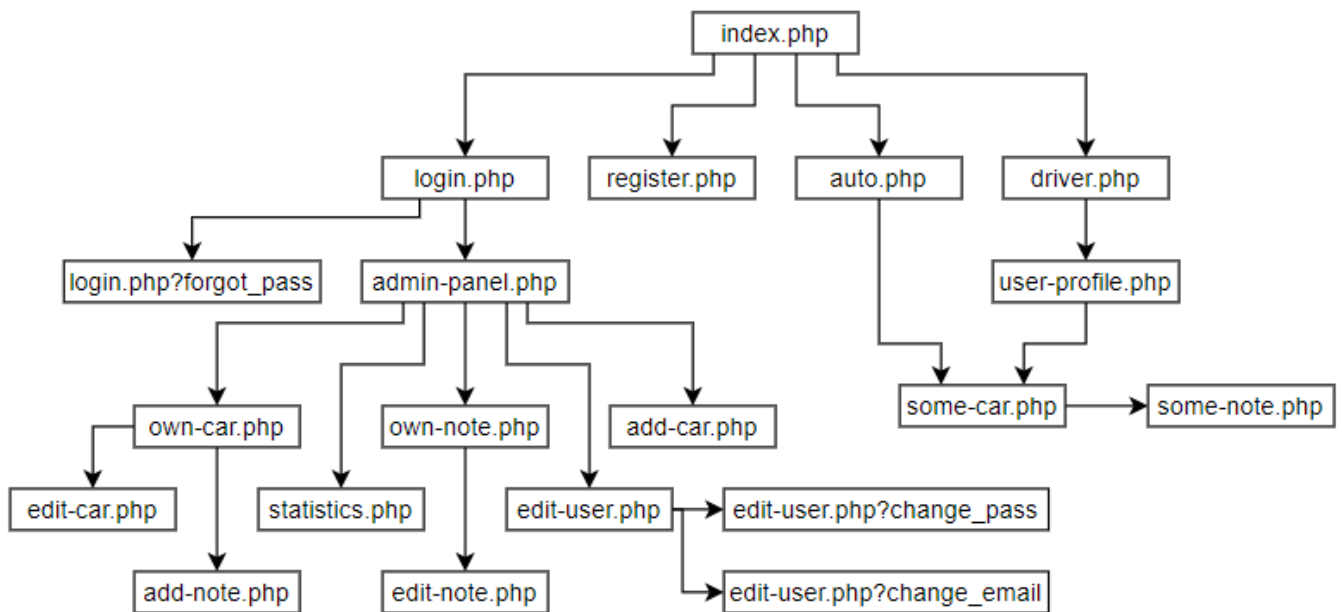 index.php
login.php
register.php
auto.php
driver.php
login.php?forgot_pass
admin-panel.php
user-profile.php
some-car.php
some-note.php
own-car.php
own-note.php
add-car.php
edit-car.php
statistics.php
edit-user.php
edit-user.php?change_pass
add-note.php
edit-note.php
edit-user.php?change_email